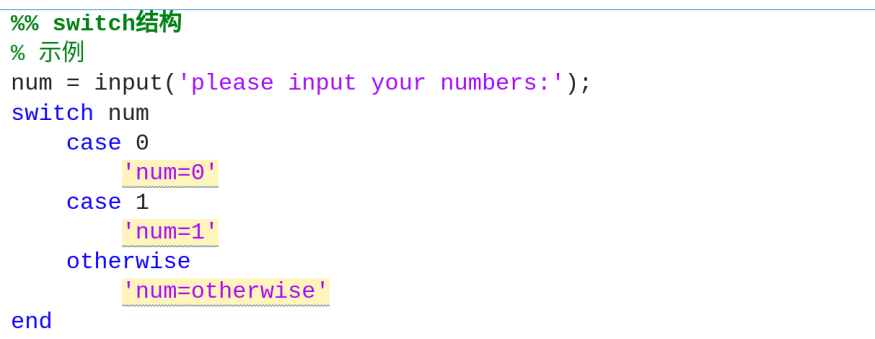 %% switch结构
% 示例
num = input('please input your numbers:');
switch num
    case 0
        'num=0'
    case 1
        'num=1'
    otherwise
        'num=otherwise'
end